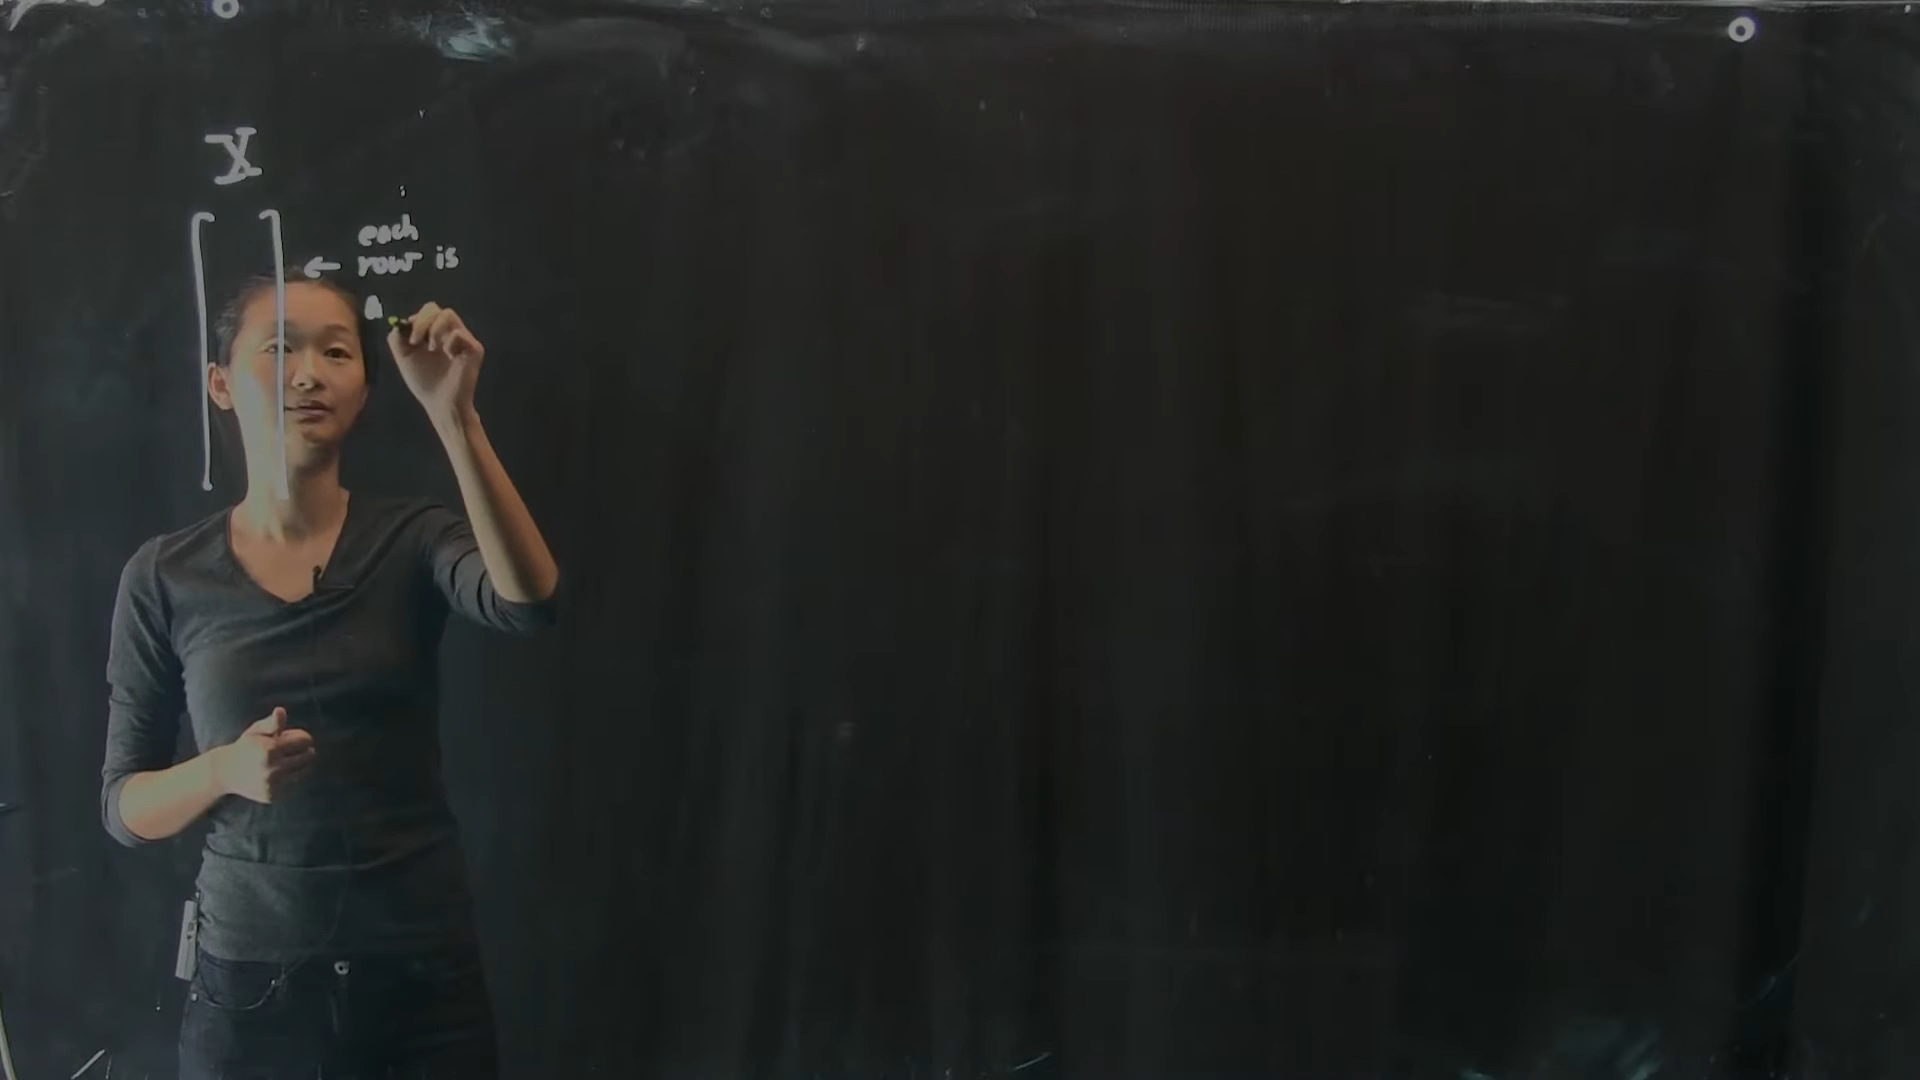 X
each
← row is
a